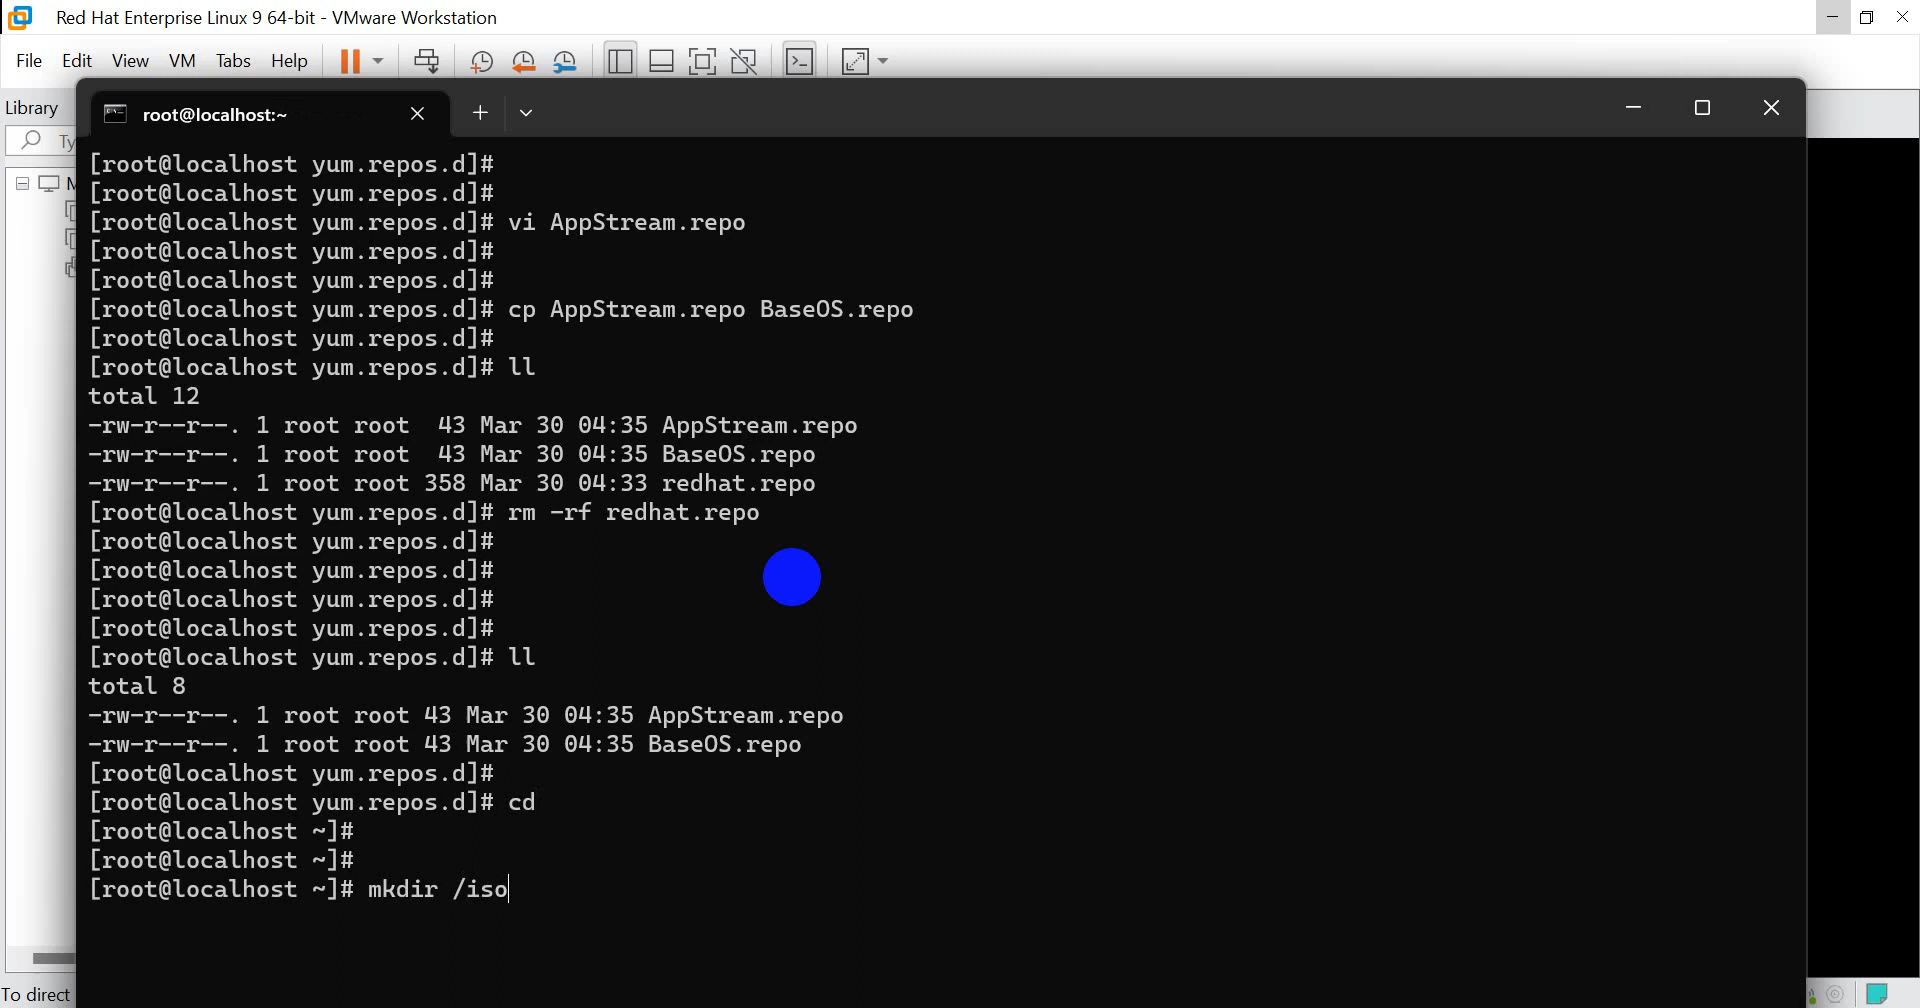 Red Hat Enterprise Linux 9 64-bit - VMware Workstation
File Edit View VM Tabs Help
Library
root@localhost:~
Ty
[root@localhost yum.repos.d]#
[root@localhost yum.repos.d]#
[root@localhost yum.repos.d]# vi AppStream.repo
[root@localhost yum.repos.d]#
[root@localhost yum.repos.d]#
[root@localhost yum.repos.d]# cp AppStream.repo BaseOS.repo
[root@localhost yum.repos.d]#
[root@localhost yum.repos.d]# ll
total 12
-rw-r--r--. 1 root root  43 Mar 30 04:35 AppStream.repo
-rw-r--r--. 1 root root  43 Mar 30 04:35 BaseOS.repo
-rw-r--r--. 1 root root 358 Mar 30 04:33 redhat.repo
[root@localhost yum.repos.d]# rm -rf redhat.repo
[root@localhost yum.repos.d]#
[root@localhost yum.repos.d]#
[root@localhost yum.repos.d]#
[root@localhost yum.repos.d]#
[root@localhost yum.repos.d]# ll
total 8
-rw-r--r--. 1 root root 43 Mar 30 04:35 AppStream.repo
-rw-r--r--. 1 root root 43 Mar 30 04:35 BaseOS.repo
[root@localhost yum.repos.d]#
[root@localhost yum.repos.d]# cd
[root@localhost ~]#
[root@localhost ~]#
[root@localhost ~]# mkdir /iso
To direct